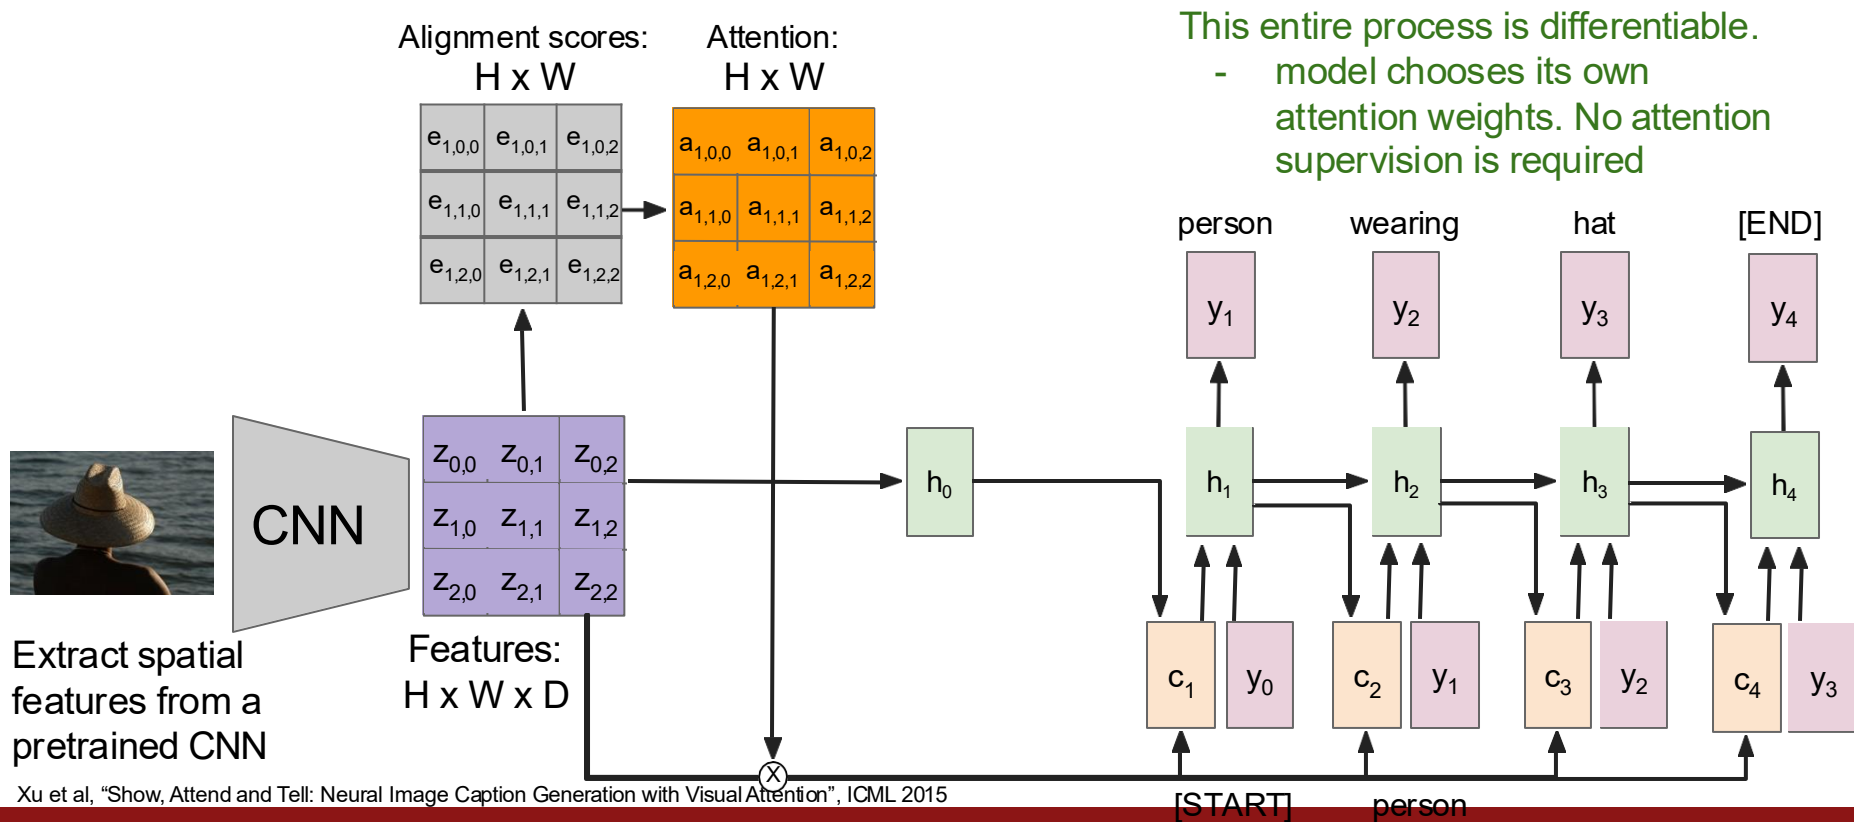 Alignment scores:
H x W
Attention:
H x W
This entire process is differentiable.
- model chooses its own
attention weights. No attention
supervision is required
e1,0,0 e1,0,1 e1,0,2
e1,1,0 e1,1,1 e1,1,2
e1,2,0 e1,2,1 e1,2,2
a1,0,0 a1,0,1 a1,0,2
a1,1,0 a1,1,1 a1,1,2
a1,2,0 a1,2,1 a1,2,2
person wearing hat [END]
y1 y2 y3 y4
CNN
z0,0 z0,1 z0,2
z1,0 z1,1 z1,2
z2,0 z2,1 z2,2
h0 h1 h2 h3 h4
Extract spatial
features from a
pretrained CNN
Features:
H x W x D
c1 y0 c2 y1 c3 y2 c4 y3
X
Xu et al, “Show, Attend and Tell: Neural Image Caption Generation with Visual Attention”, ICML 2015
[START] person